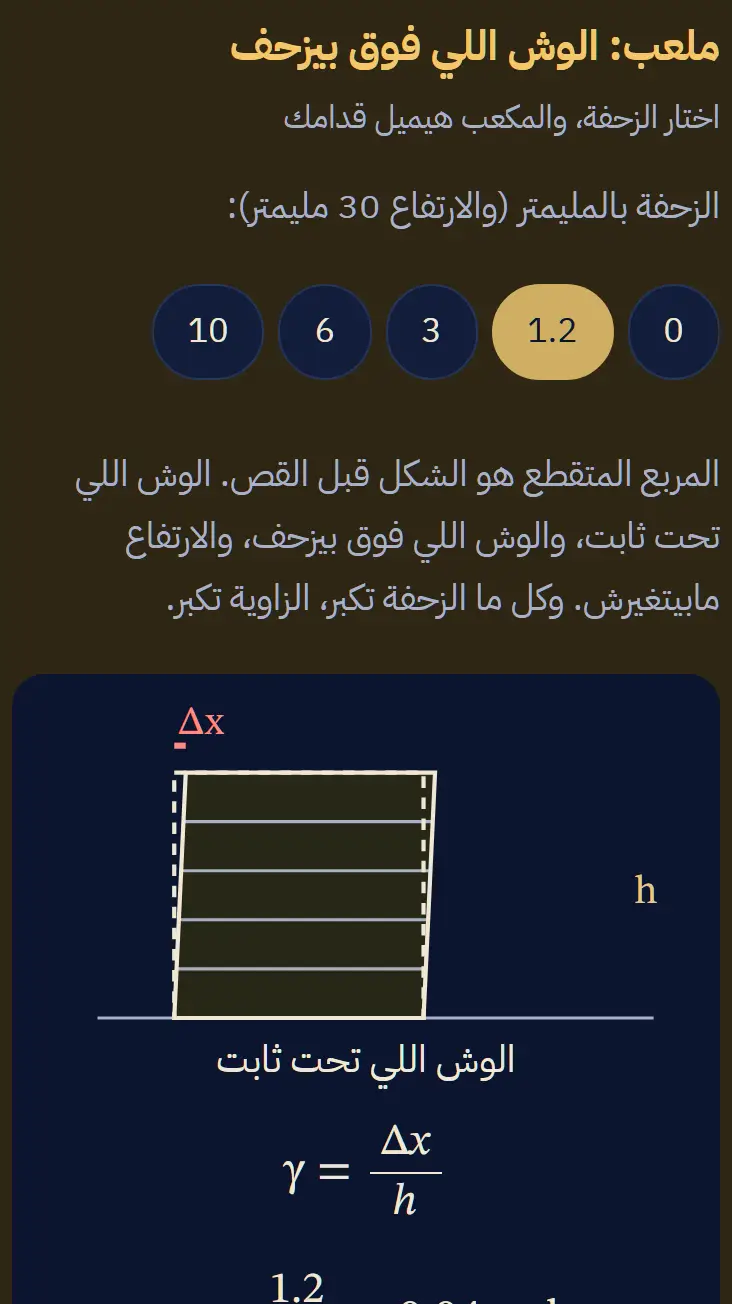 ملعب: الوش اللي فوق بيزحف
اختار الزحفة، والمكعب هيميل قدامك
الزحفة بالمليمتر (والارتفاع 30 مليمتر):
0 1.2 3 6 10
المربع المتقطع هو الشكل قبل القص. الوش اللي
تحت ثابت، والوش اللي فوق بيزحف، والارتفاع
مابيتغيرش. وكل ما الزحفة تكبر، الزاوية تكبر.
Δx
h
الوش اللي تحت ثابت
γ = Δx / h
1.2